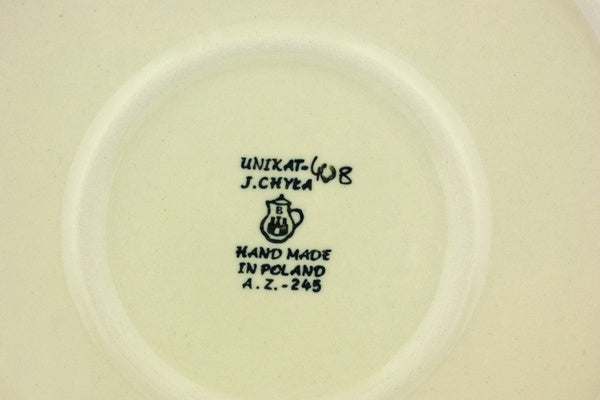 UNIKAT-408
J.CHYŁA
B
HAND MADE
IN POLAND
A.Z.-245